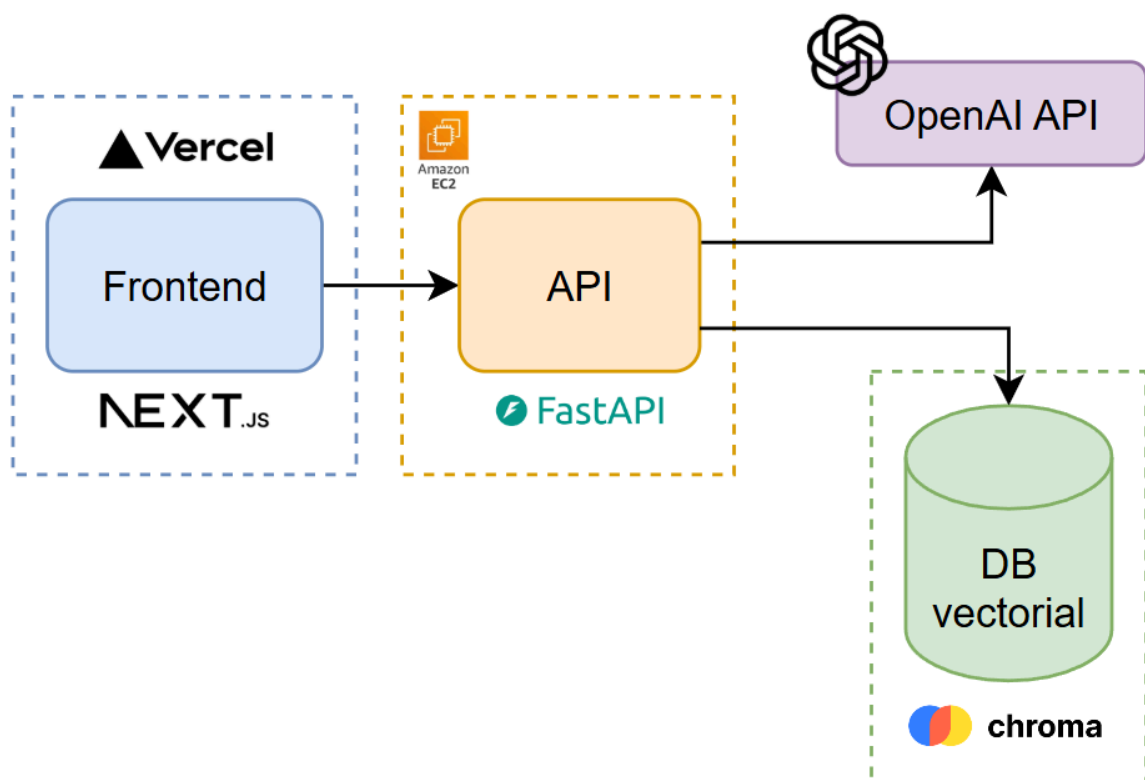 Vercel
Frontend
NEXT.JS
Amazon
EC2
API
FastAPI
OpenAI API
DB
vectorial
chroma